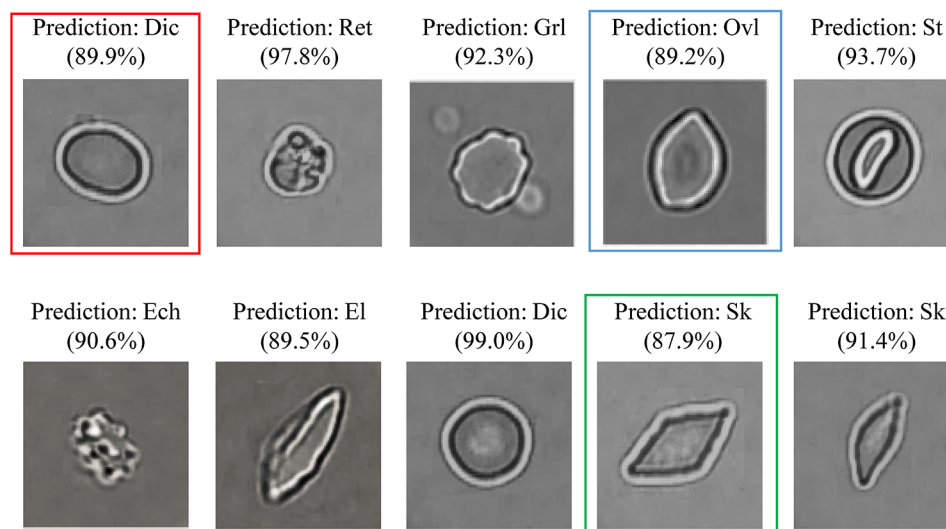 Prediction: Dic
(89.9%)
Prediction: Ret
(97.8%)
Prediction: Grl
(92.3%)
Prediction: Ovl
(89.2%)
Prediction: St
(93.7%)
Prediction: Ech
(90.6%)
Prediction: El
(89.5%)
Prediction: Dic
(99.0%)
Prediction: Sk
(87.9%)
Prediction: Sk
(91.4%)